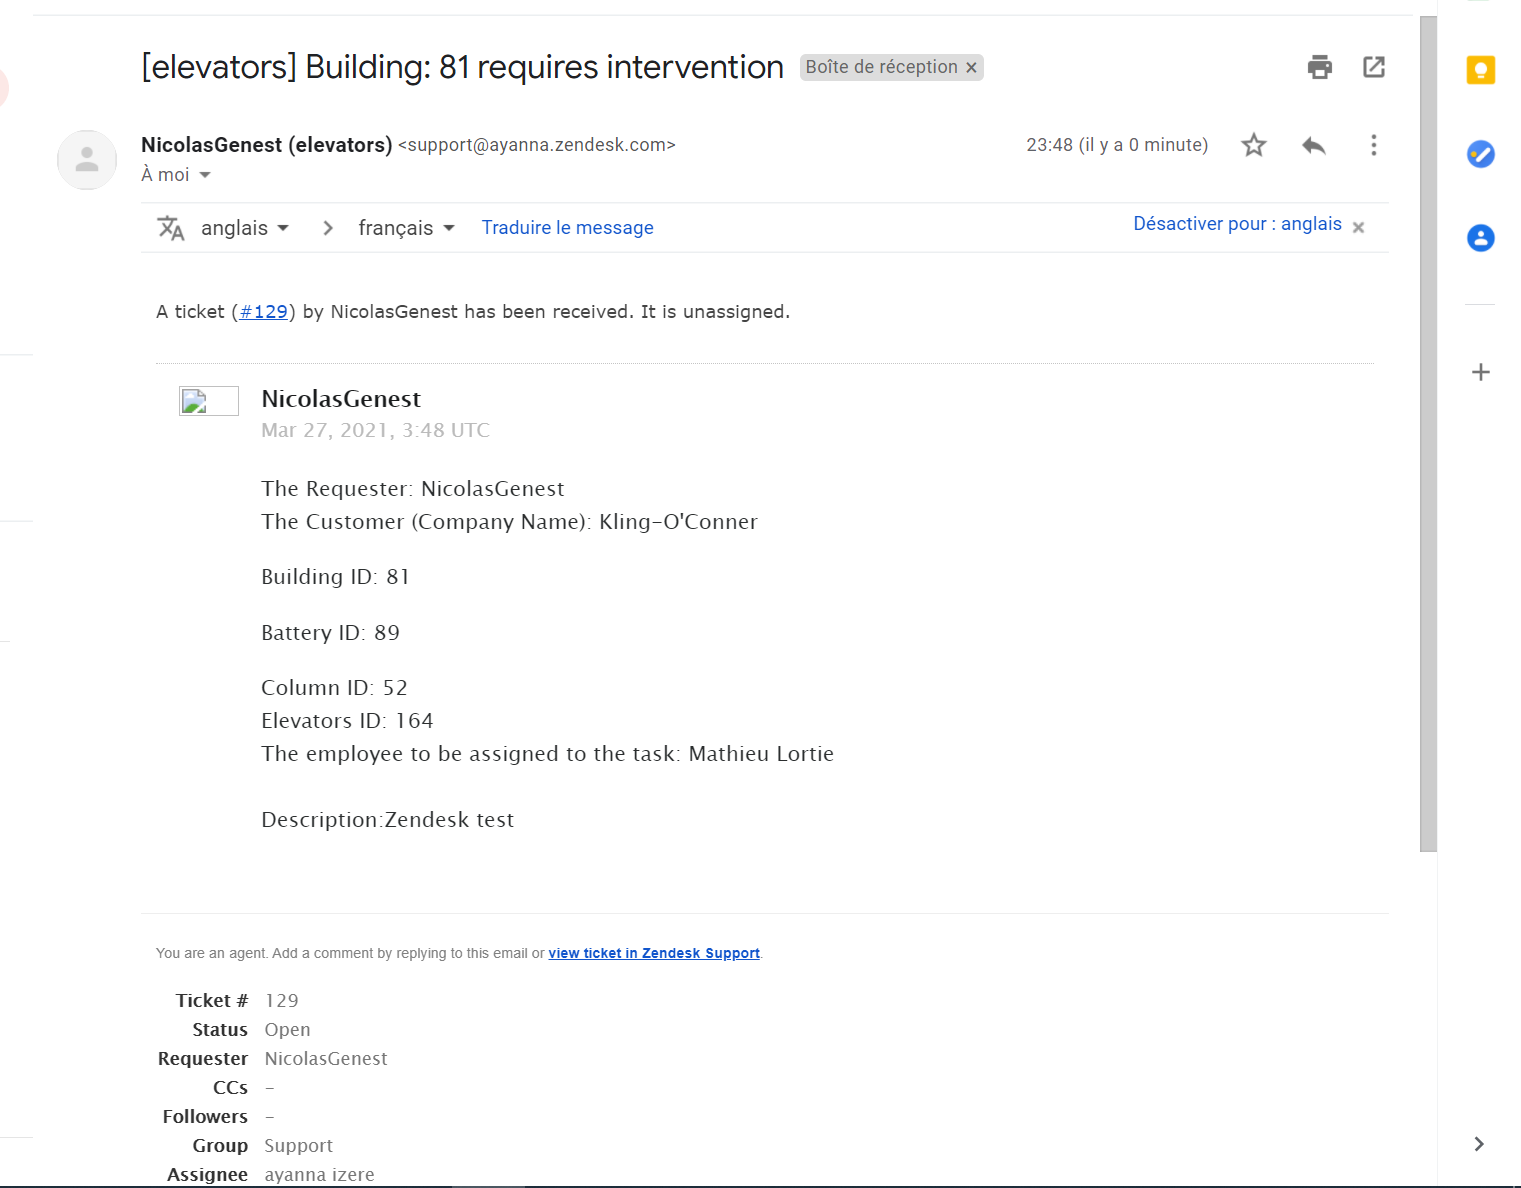 [elevators] Building: 81 requires intervention Boîte de réception ×
NicolasGenest (elevators) <support@ayanna.zendesk.com> 23:48 (il y a 0 minute)
À moi
anglais > français Traduire le message Désactiver pour : anglais ×
A ticket (#129) by NicolasGenest has been received. It is unassigned.
NicolasGenest
Mar 27, 2021, 3:48 UTC
The Requester: NicolasGenest
The Customer (Company Name): Kling-O'Conner
Building ID: 81
Battery ID: 89
Column ID: 52
Elevators ID: 164
The employee to be assigned to the task: Mathieu Lortie
Description:Zendesk test
You are an agent. Add a comment by replying to this email or view ticket in Zendesk Support.
Ticket # 129
Status Open
Requester NicolasGenest
CCs -
Followers -
Group Support
Assignee ayanna izere